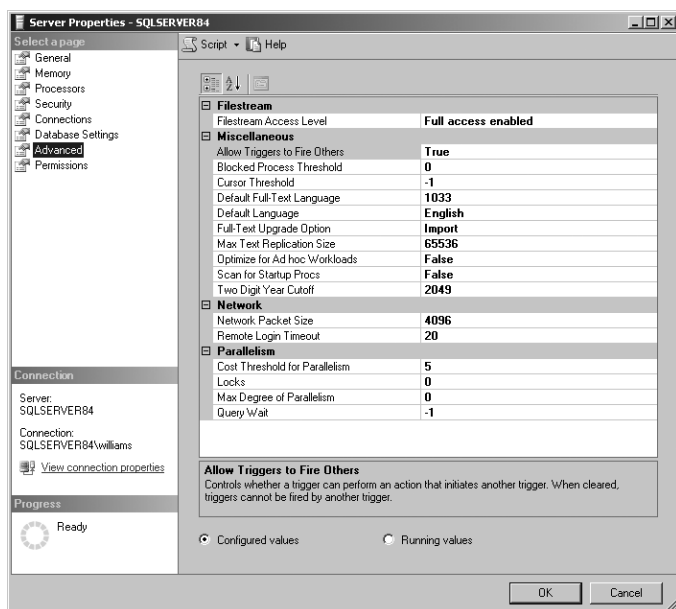 Server Properties - SQLSERVER84
Select a page
General
Memory
Processors
Security
Connections
Database Settings
Advanced
Permissions
Script Help
Filestream
Filestream Access Level Full access enabled
Miscellaneous
Allow Triggers to Fire Others True
Blocked Process Threshold 0
Cursor Threshold -1
Default Full-Text Language 1033
Default Language English
Full-Text Upgrade Option Import
Max Text Replication Size 65536
Optimize for Ad hoc Workloads False
Scan for Startup Procs False
Two Digit Year Cutoff 2049
Network
Network Packet Size 4096
Remote Login Timeout 20
Parallelism
Cost Threshold for Parallelism 5
Locks 0
Max Degree of Parallelism 0
Query Wait -1
Connection
Server:
SQLSERVER84
Connection:
SQLSERVER84\williams
View connection properties
Progress
Ready
Allow Triggers to Fire Others
Controls whether a trigger can perform an action that initiates another trigger. When cleared,
triggers cannot be fired by another trigger.
Configured values Running values
OK Cancel